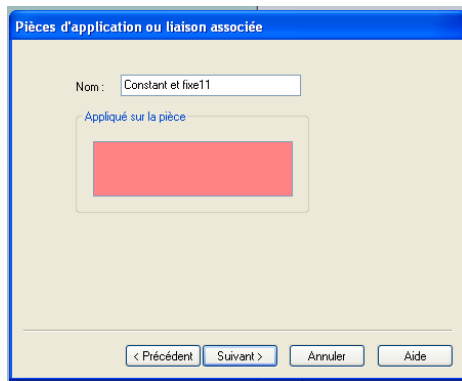 Pièces d'application ou liaison associée
Nom : Constant et fixe11
Appliqué sur la pièce
< Précédent Suivant > Annuler Aide